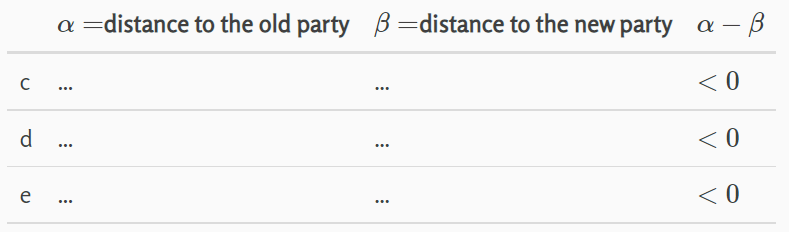 α =distance to the old party β =distance to the new party α − β
c ... ... < 0
d ... ... < 0
e ... ... < 0